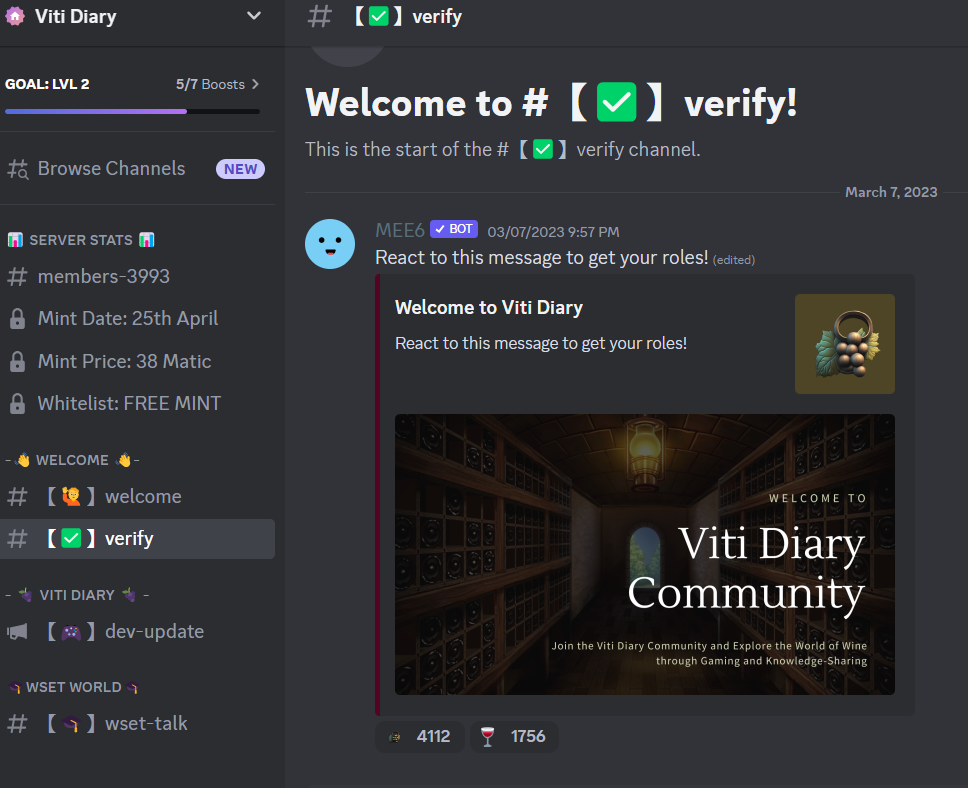 Viti Diary
GOAL: LVL 2 5/7 Boosts
Browse Channels NEW
SERVER STATS
members-3993
Mint Date: 25th April
Mint Price: 38 Matic
Whitelist: FREE MINT
-👋 WELCOME 👋-
# 【🙋】welcome
# 【✅】verify
- 🍇 VITI DIARY 🍇 -
【🎮】dev-update
WSET WORLD
# 【🎓】wset-talk
# 【✅】verify
Welcome to # 【✅】 verify!
This is the start of the # 【✅】 verify channel.
March 7, 2023
MEE6 ✓ BOT 03/07/2023 9:57 PM
React to this message to get your roles! (edited)
Welcome to Viti Diary
React to this message to get your roles!
WELCOME TO
Viti Diary
Community
Join the Viti Diary Community and Explore the World of Wine
through Gaming and Knowledge-Sharing
4112 1756